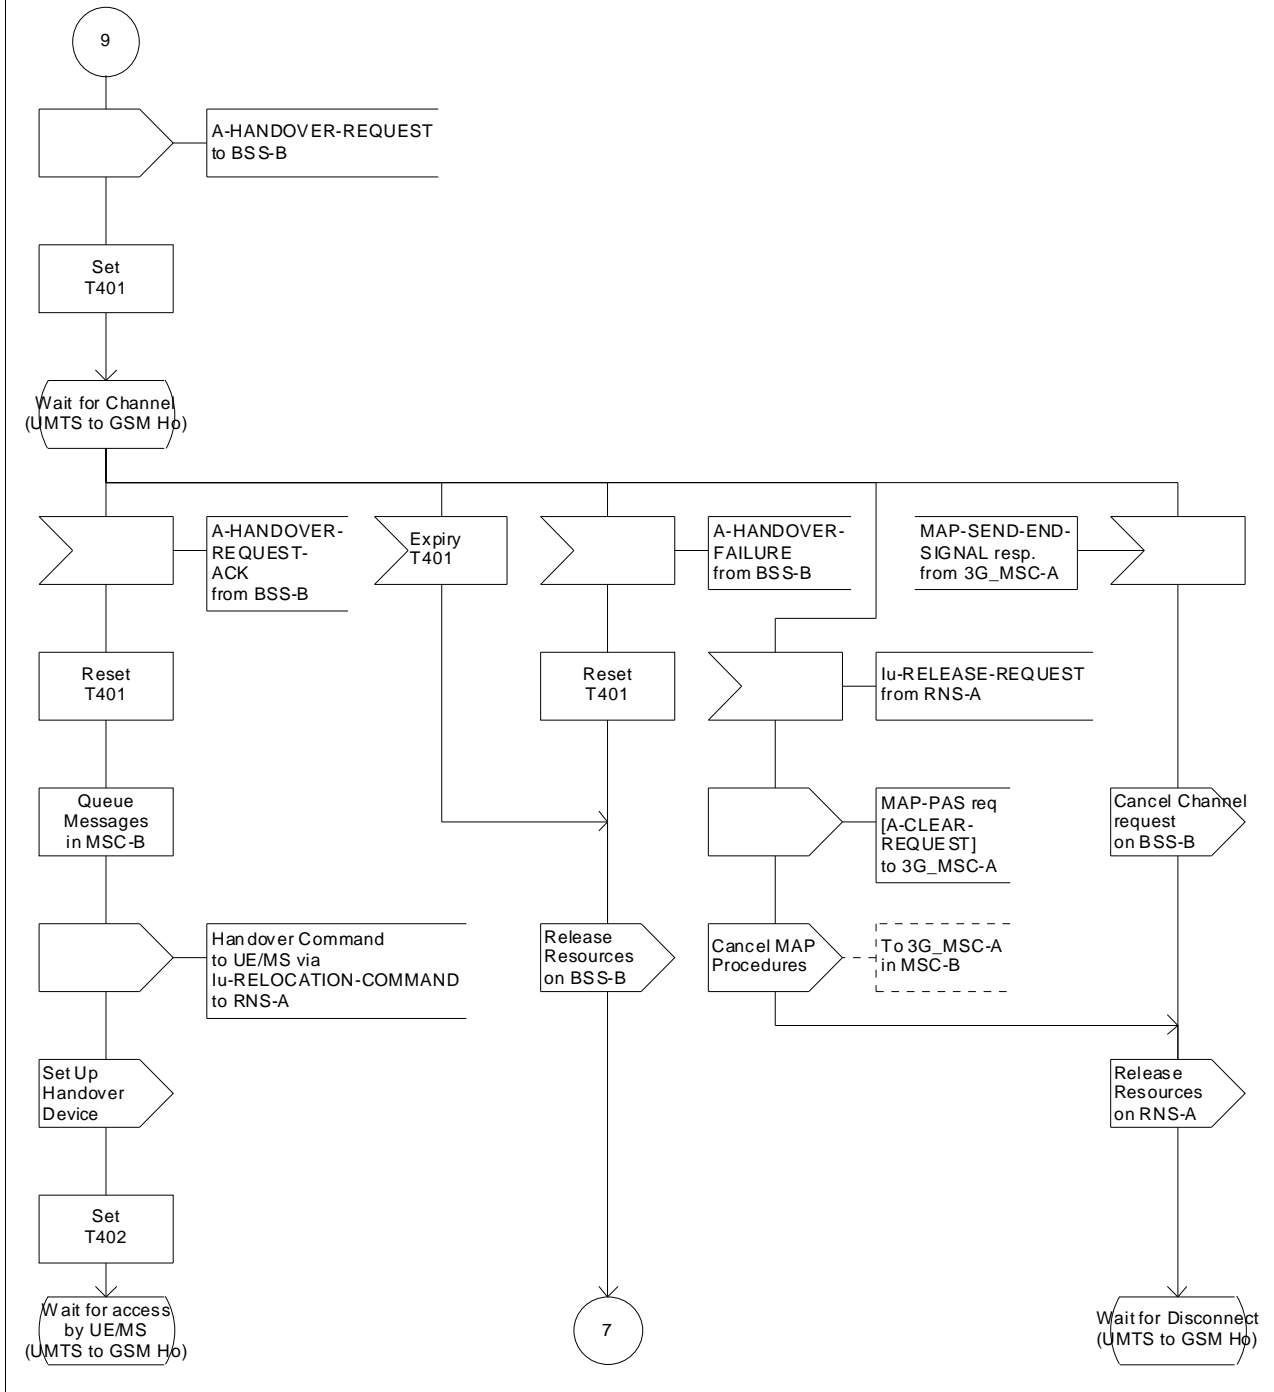 9
A-HANDOVER-REQUEST
to BSS-B
Set
T401
Wait for Channel
(UMTS to GSM Ho)
A-HANDOVER-
REQUEST-
ACK
from BSS-B
Expiry
T401
A-HANDOVER-
FAILURE
from BSS-B
MAP-SEND-END-
SIGNAL resp.
from 3G_MSC-A
Reset
T401
Reset
T401
Iu-RELEASE-REQUEST
from RNS-A
Queue
Messages
in MSC-B
MAP-PAS req
[A-CLEAR-
REQUEST]
to 3G_MSC-A
Cancel Channel
request
on BSS-B
Handover Command
to UE/MS via
Iu-RELOCATION-COMMAND
to RNS-A
Release
Resources
on BSS-B
Cancel MAP
Procedures
To 3G_MSC-A
in MSC-B
Set Up
Handover
Device
Release
Resources
on RNS-A
Set
T402
Wait for access
by UE/MS
(UMTS to GSM Ho)
7
Wait for Disconnect
(UMTS to GSM Ho)